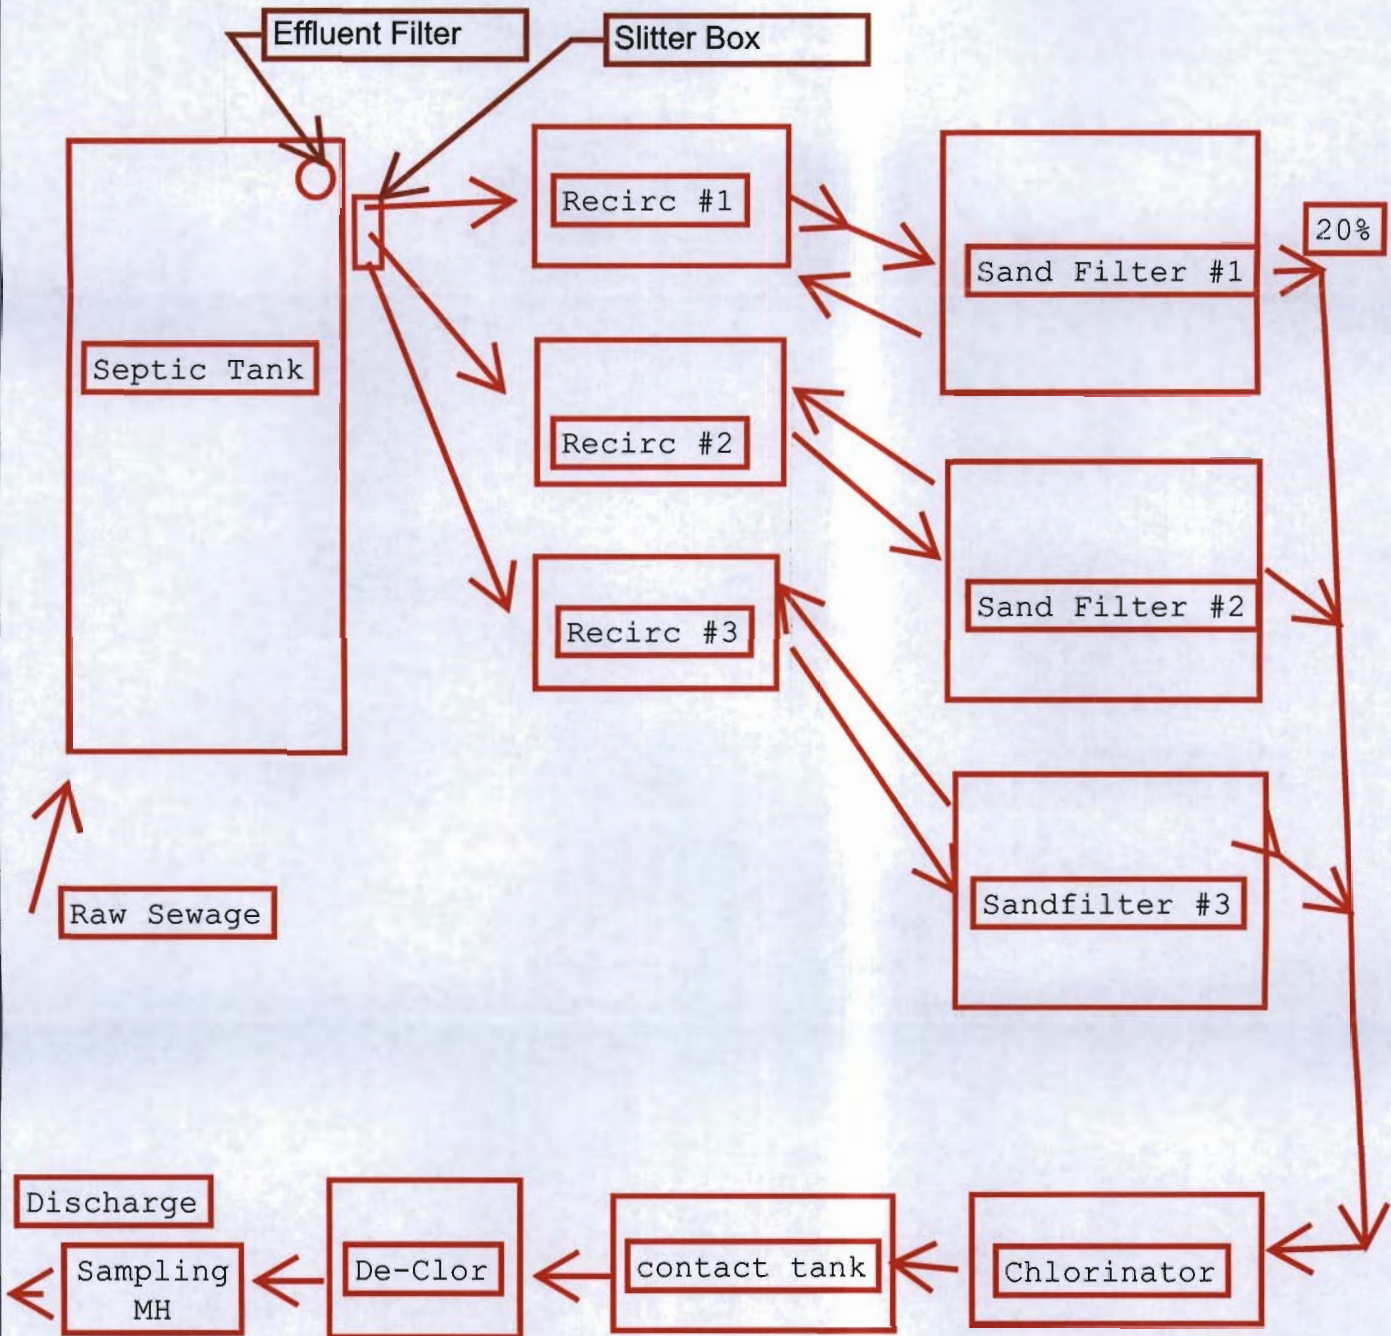 Effluent Filter
Slitter Box
Recirc #1
20%
Sand Filter #1
Septic Tank
Recirc #2
Sand Filter #2
Recirc #3
Sandfilter #3
Raw Sewage
Discharge
Sampling
MH
De-Clor
contact tank
Chlorinator